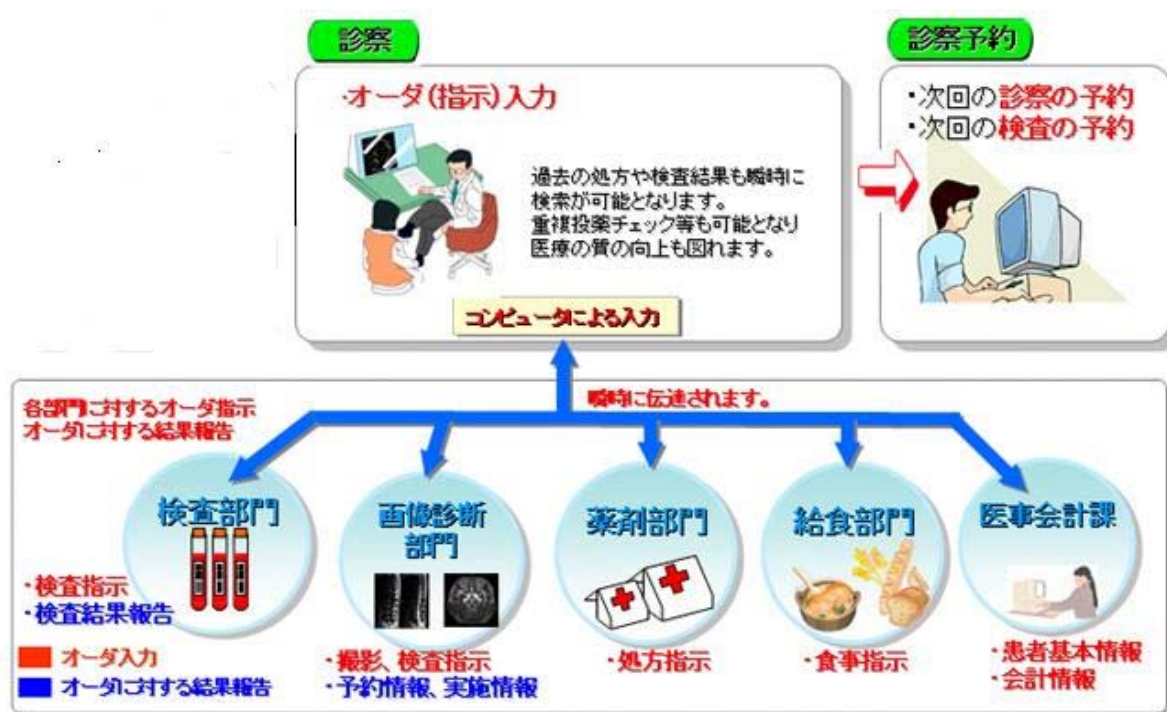 診察
・オーダ(指示)入力
過去の処方や検査結果も瞬時に
検索が可能となります。
重複投薬チェック等も可能となり
医療の質の向上も図れます。
コンピュータによる入力
診察予約
・次回の診察の予約
・次回の検査の予約
各部門に対するオーダ指示
オーダに対する結果報告
瞬時に伝達されます。
検査部門
・検査指示
・検査結果報告
画像診断
部門
・撮影、検査指示
・予約情報、実施情報
薬剤部門
・処方指示
給食部門
・食事指示
医事会計課
・患者基本情報
・会計情報
オーダ入力
オーダに対する結果報告